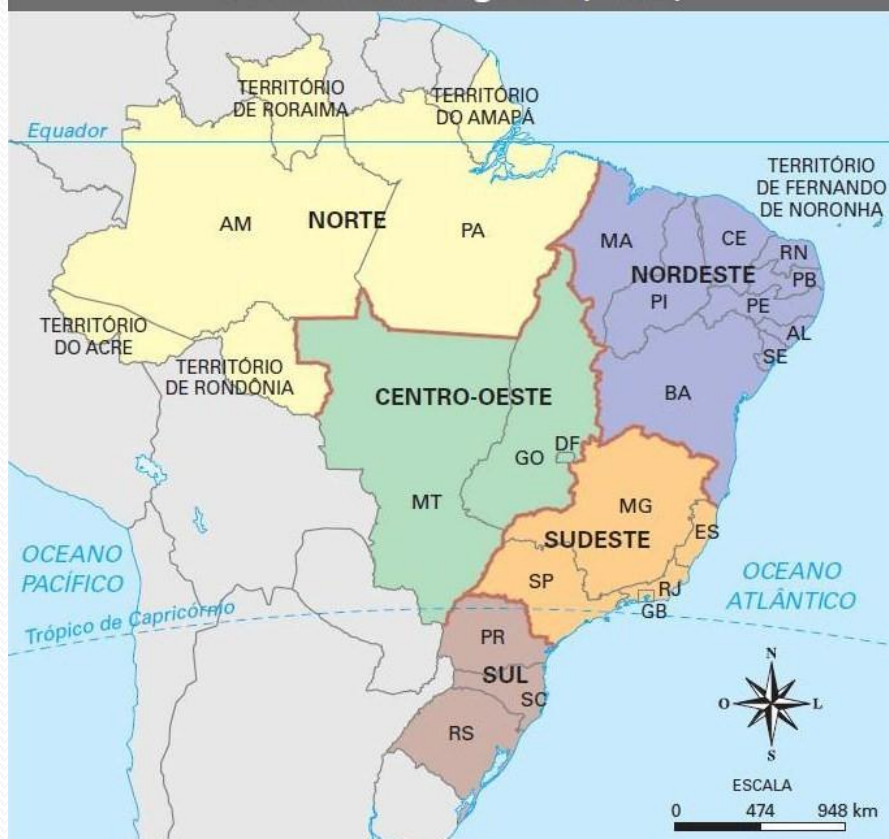 TERRITÓRIO
DE RORAIMA
TERRITÓRIO
DO AMAPÁ
Equador
TERRITÓRIO
DE FERNANDO
DE NORONHA
AM
NORTE
PA
MA
CE
RN
NORDESTE
PB
PI
PE
AL
SE
TERRITÓRIO
DO ACRE
TERRITÓRIO
DE RONDÔNIA
CENTRO-OESTE
BA
DF
GO
MT
MG
ES
SUDESTE
OCEANO
PACÍFICO
SP
RJ
GB
OCEANO
ATLÂNTICO
Trópico de Capricórnio
PR
SUL
SC
RS
N
O
L
S
ESCALA
0 474 948 km